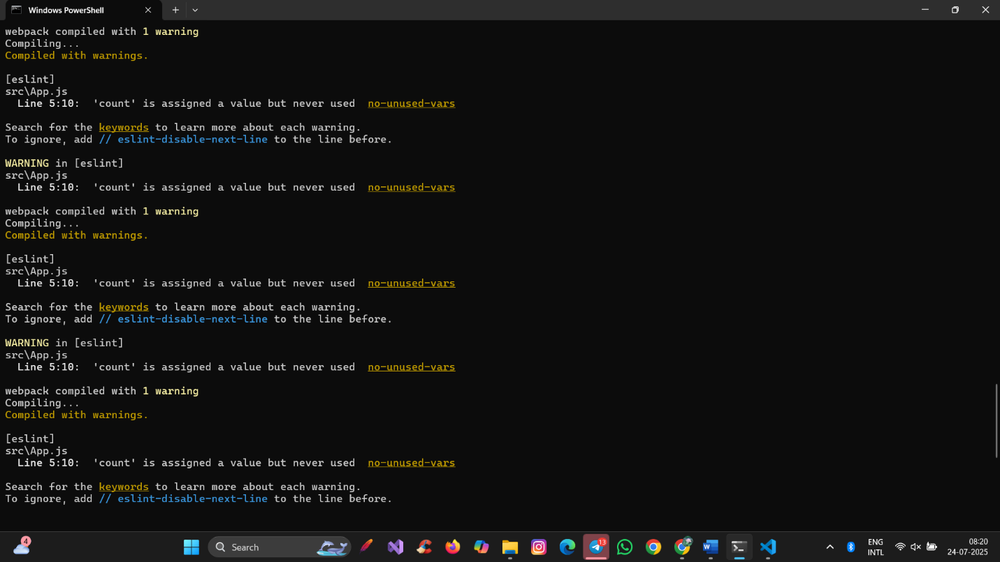 Windows PowerShell
webpack compiled with 1 warning
Compiling...
Compiled with warnings.
[eslint]
src\App.js
Line 5:10: 'count' is assigned a value but never used no-unused-vars
Search for the keywords to learn more about each warning.
To ignore, add // eslint-disable-next-line to the line before.
WARNING in [eslint]
src\App.js
Line 5:10: 'count' is assigned a value but never used no-unused-vars
webpack compiled with 1 warning
Compiling...
Compiled with warnings.
[eslint]
src\App.js
Line 5:10: 'count' is assigned a value but never used no-unused-vars
Search for the keywords to learn more about each warning.
To ignore, add // eslint-disable-next-line to the line before.
WARNING in [eslint]
src\App.js
Line 5:10: 'count' is assigned a value but never used no-unused-vars
webpack compiled with 1 warning
Compiling...
Compiled with warnings.
[eslint]
src\App.js
Line 5:10: 'count' is assigned a value but never used no-unused-vars
Search for the keywords to learn more about each warning.
To ignore, add // eslint-disable-next-line to the line before.
4
Search
13
ENG
INTL
08:20
24-07-2025